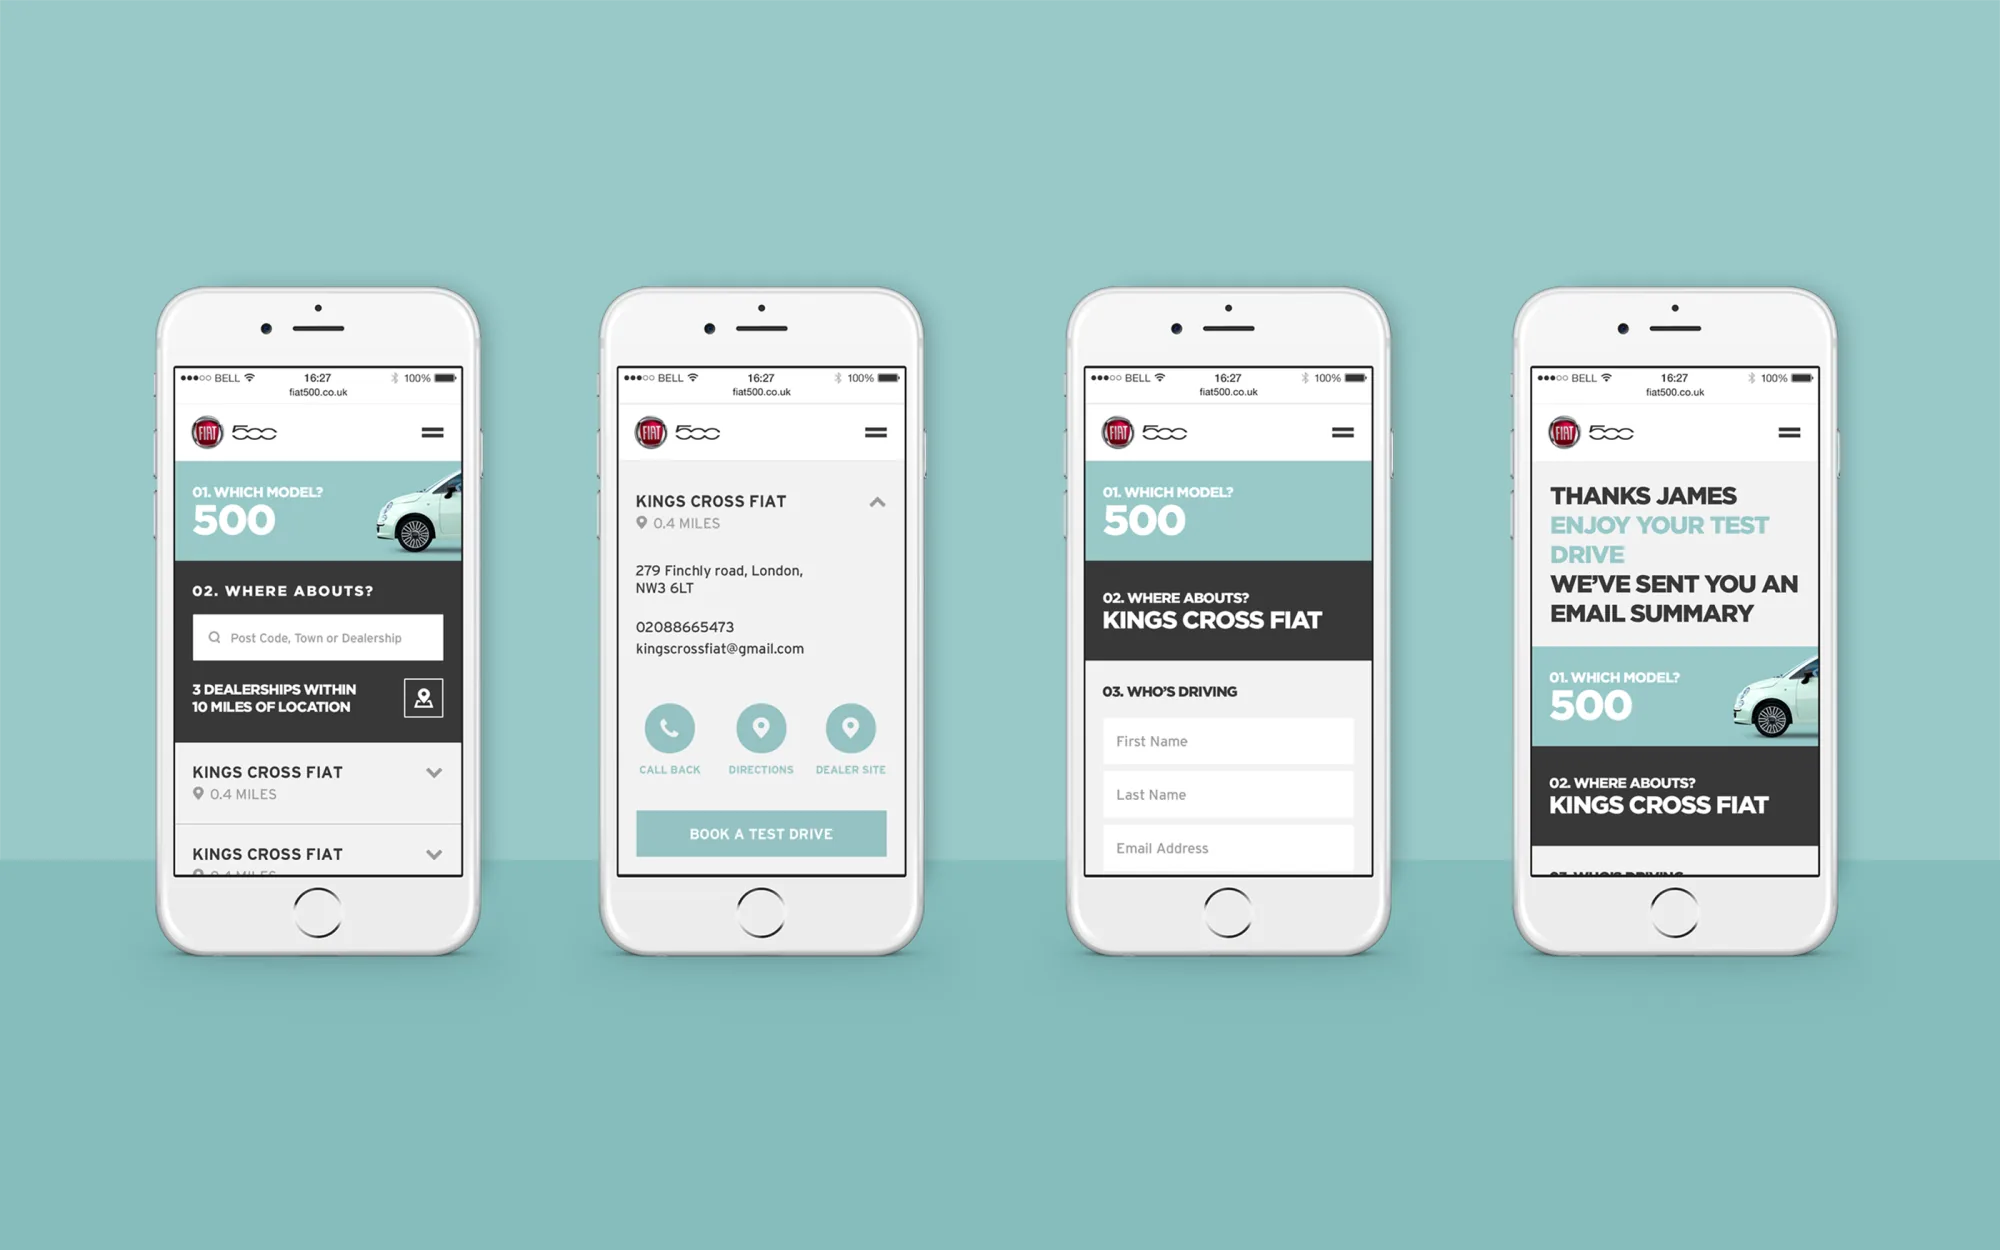 BELL
16:27
100%
fiat500.co.uk
FIAT 500
01. WHICH MODEL?
500
02. WHERE ABOUTS?
Post Code, Town or Dealership
3 DEALERSHIPS WITHIN
10 MILES OF LOCATION
KINGS CROSS FIAT
0.4 MILES
KINGS CROSS FIAT
0.4 MILES
BELL
16:27
100%
fiat500.co.uk
FIAT 500
KINGS CROSS FIAT
0.4 MILES
279 Finchly road, London,
NW3 6LT
02088665473
kingscrossfiat@gmail.com
CALL BACK
DIRECTIONS
DEALER SITE
BOOK A TEST DRIVE
BELL
16:27
100%
fiat500.co.uk
FIAT 500
01. WHICH MODEL?
500
02. WHERE ABOUTS?
KINGS CROSS FIAT
03. WHO'S DRIVING
First Name
Last Name
Email Address
BELL
16:27
100%
fiat500.co.uk
FIAT 500
THANKS JAMES
ENJOY YOUR TEST
DRIVE
WE'VE SENT YOU AN
EMAIL SUMMARY
01. WHICH MODEL?
500
02. WHERE ABOUTS?
KINGS CROSS FIAT
03. WHO'S DRIVING